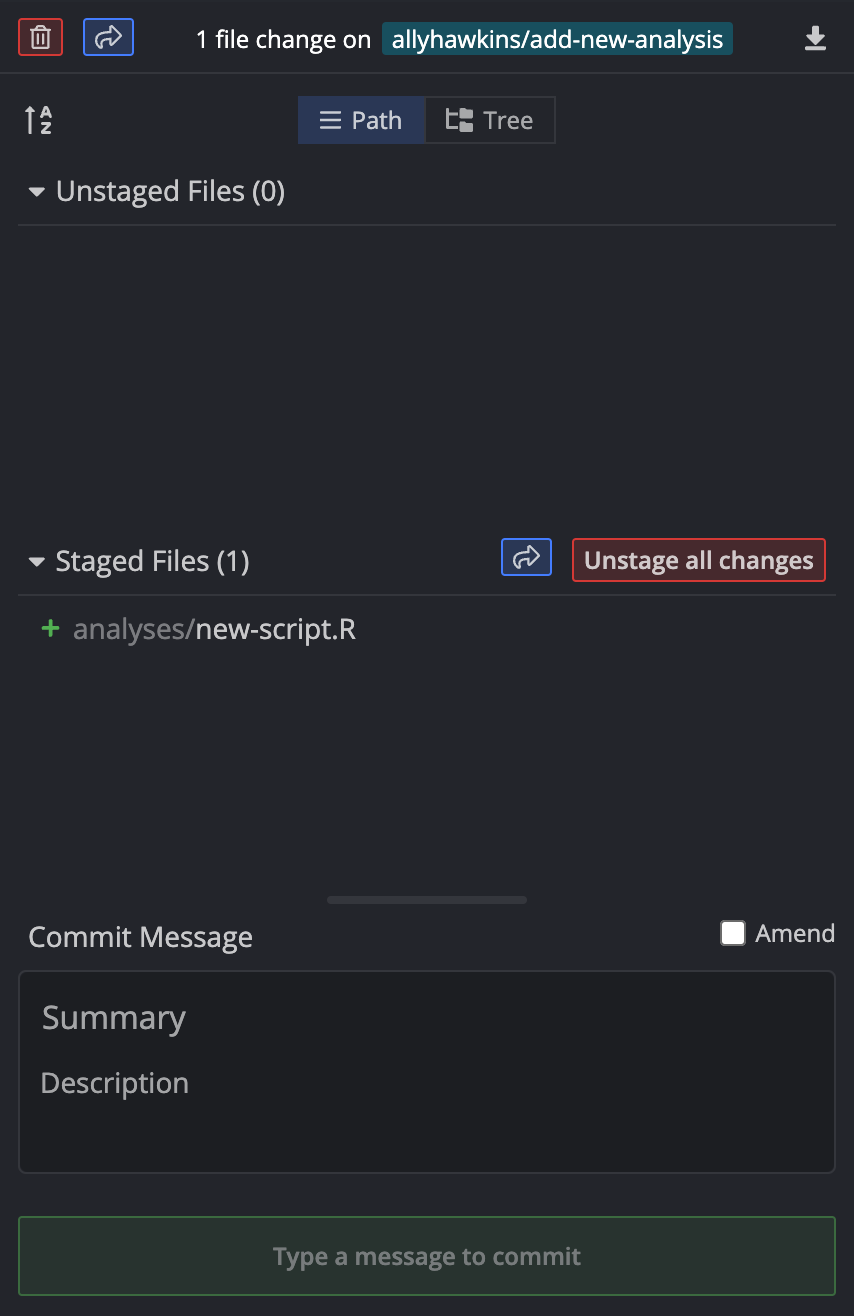 1 file change on allyhawkins/add-new-analysis
A
Z
Path Tree
Unstaged Files (0)
Staged Files (1) Unstage all changes
+ analyses/new-script.R
Commit Message Amend
Summary
Description
Type a message to commit